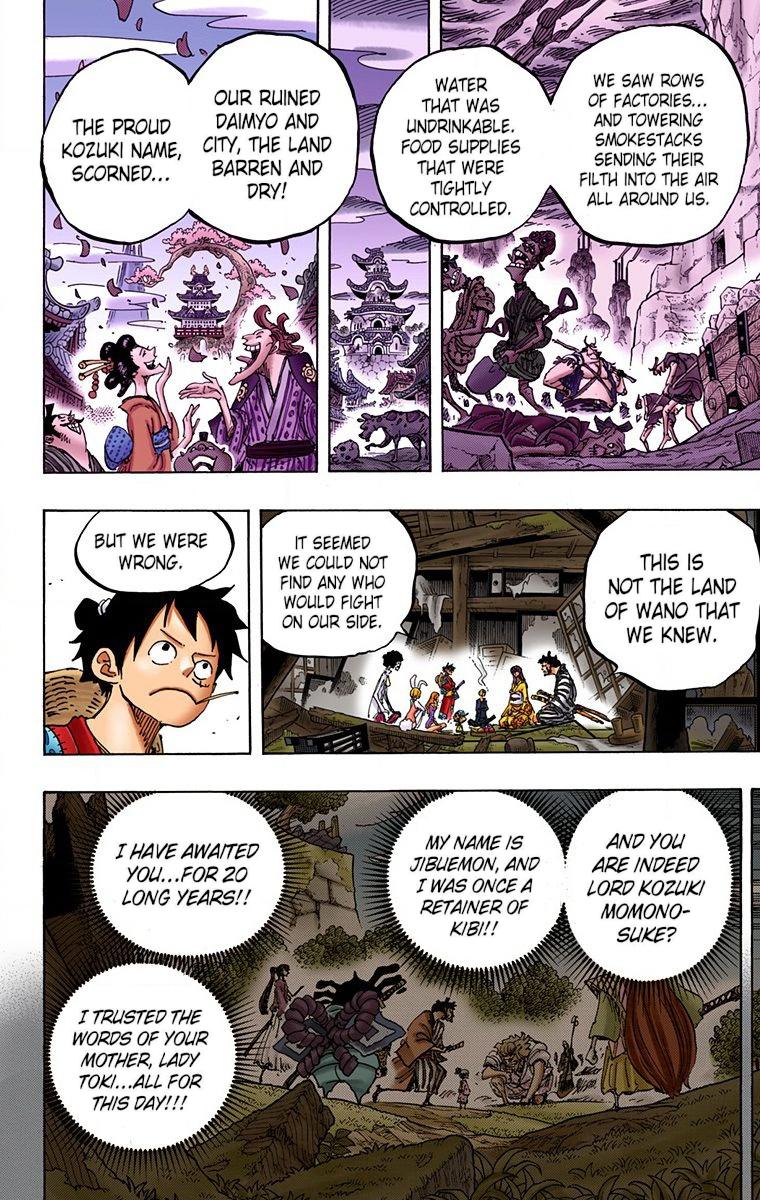 WE SAW ROWS
OF FACTORIES...
AND TOWERING
SMOKESTACKS
SENDING THEIR
FILTH INTO THE AIR
ALL AROUND US.
WATER
THAT WAS
UNDRINKABLE.
FOOD SUPPLIES
THAT WERE
TIGHTLY
CONTROLLED.
OUR RUINED
DAIMYO AND
CITY, THE LAND
BARREN AND
DRY!
THE PROUD
KOZUKI NAME,
SCORNED...
THIS IS
NOT THE LAND
OF WANO THAT
WE KNEW.
IT SEEMED
WE COULD NOT
FIND ANY WHO
WOULD FIGHT
ON OUR SIDE.
BUT WE WERE
WRONG.
AND YOU
ARE INDEED
LORD KOZUKI
MOMONO-
SUKE?
MY NAME IS
JIBUEMON, AND
I WAS ONCE A
RETAINER OF
KIBI!!
I HAVE AWAITED
YOU...FOR 20
LONG YEARS!!
I TRUSTED THE
WORDS OF YOUR
MOTHER, LADY
TOKI...ALL FOR
THIS DAY!!!